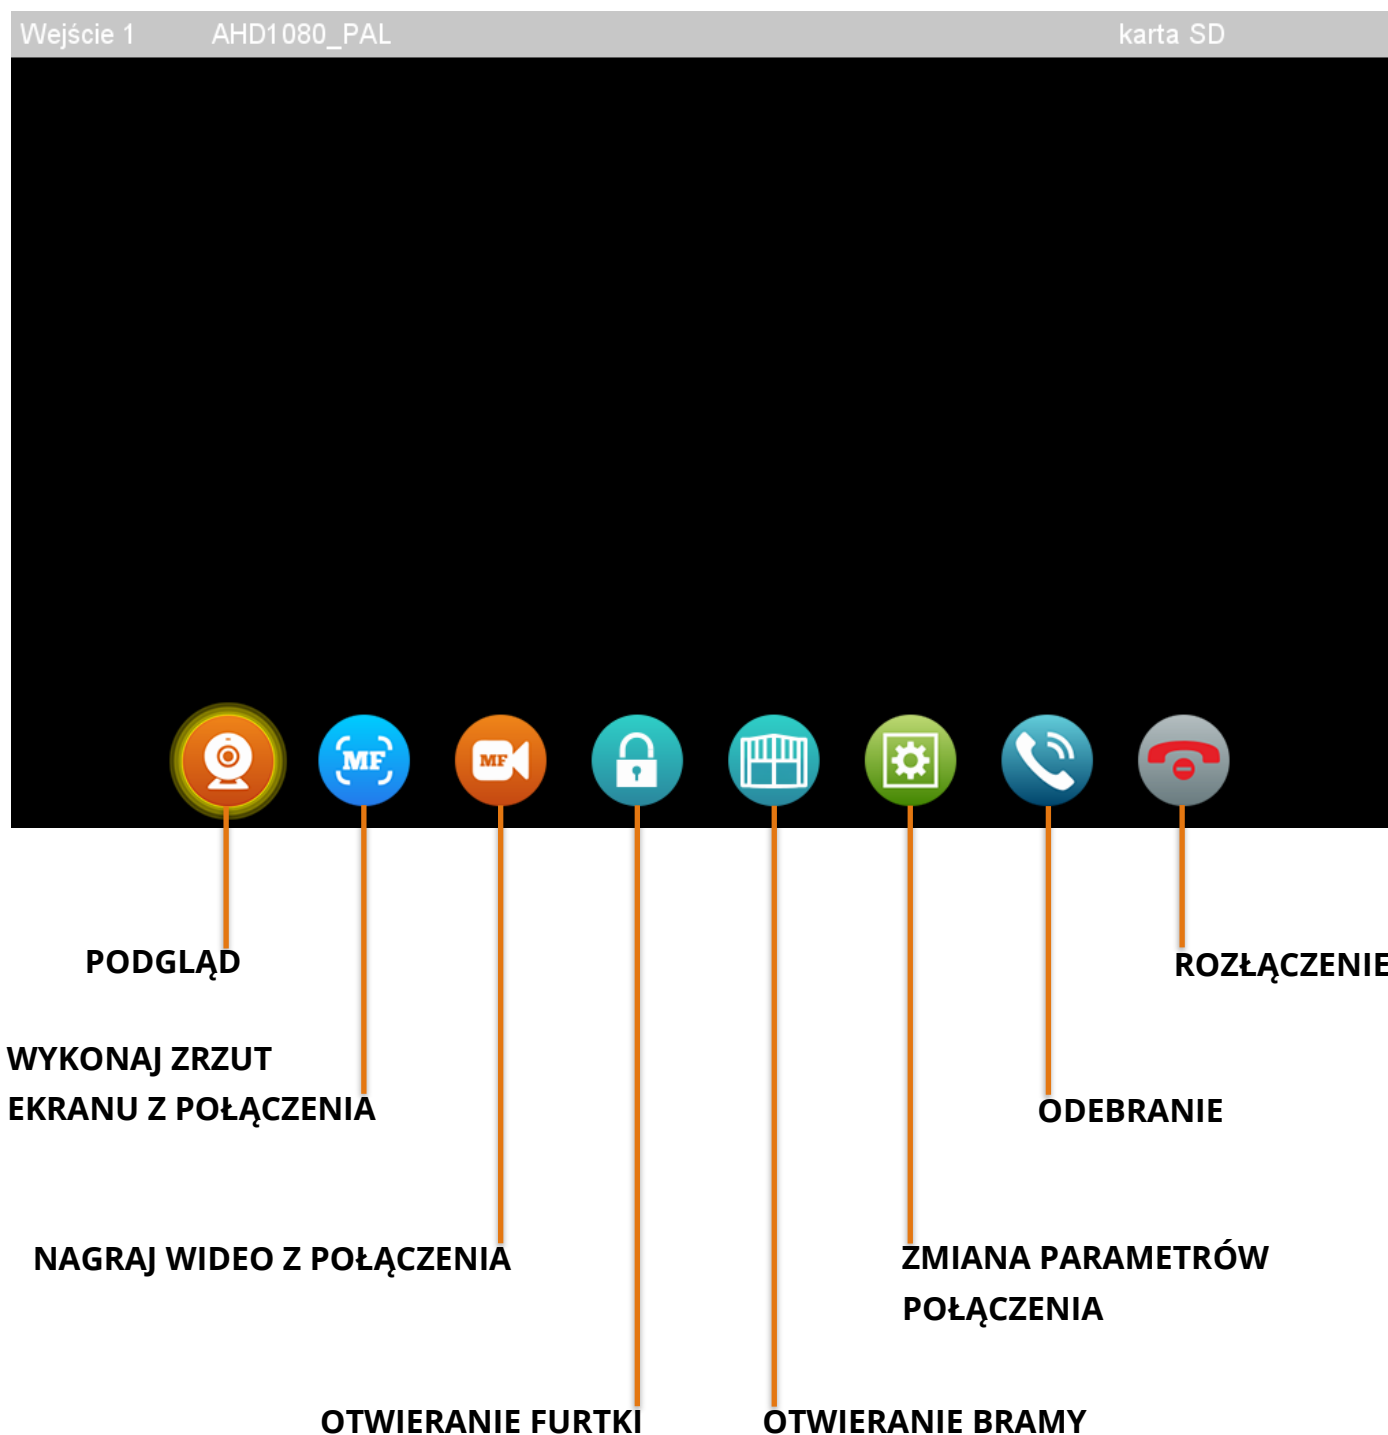 Wejście 1 AHD1080_PAL karta SD
MF MF
PODGLĄD
ROZŁĄCZENIE
WYKONAJ ZRZUT
EKRANU Z POŁĄCZENIA
ODEBRANIE
NAGRAJ WIDEO Z POŁĄCZENIA
ZMIANA PARAMETRÓW
POŁĄCZENIA
OTWIERANIE FURTKI
OTWIERANIE BRAMY